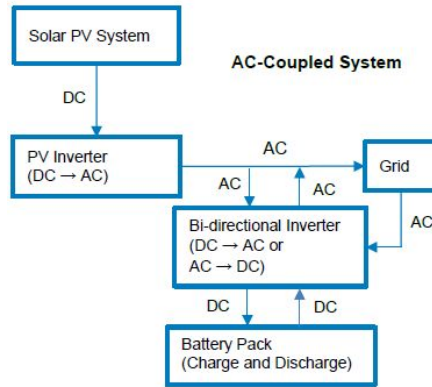 Solar PV System
AC-Coupled System
DC
PV Inverter
(DC → AC)
AC
Grid
AC
AC
AC
Bi-directional Inverter
(DC → AC or
AC → DC)
DC
DC
Battery Pack
(Charge and Discharge)